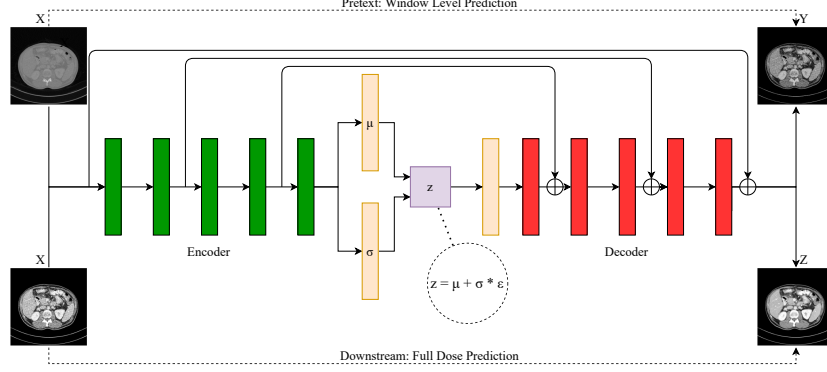 Pretext: Window Level Prediction
X
Y
μ
z
σ
Encoder
Decoder
X
Z
z = μ + σ * ε
Downstream: Full Dose Prediction